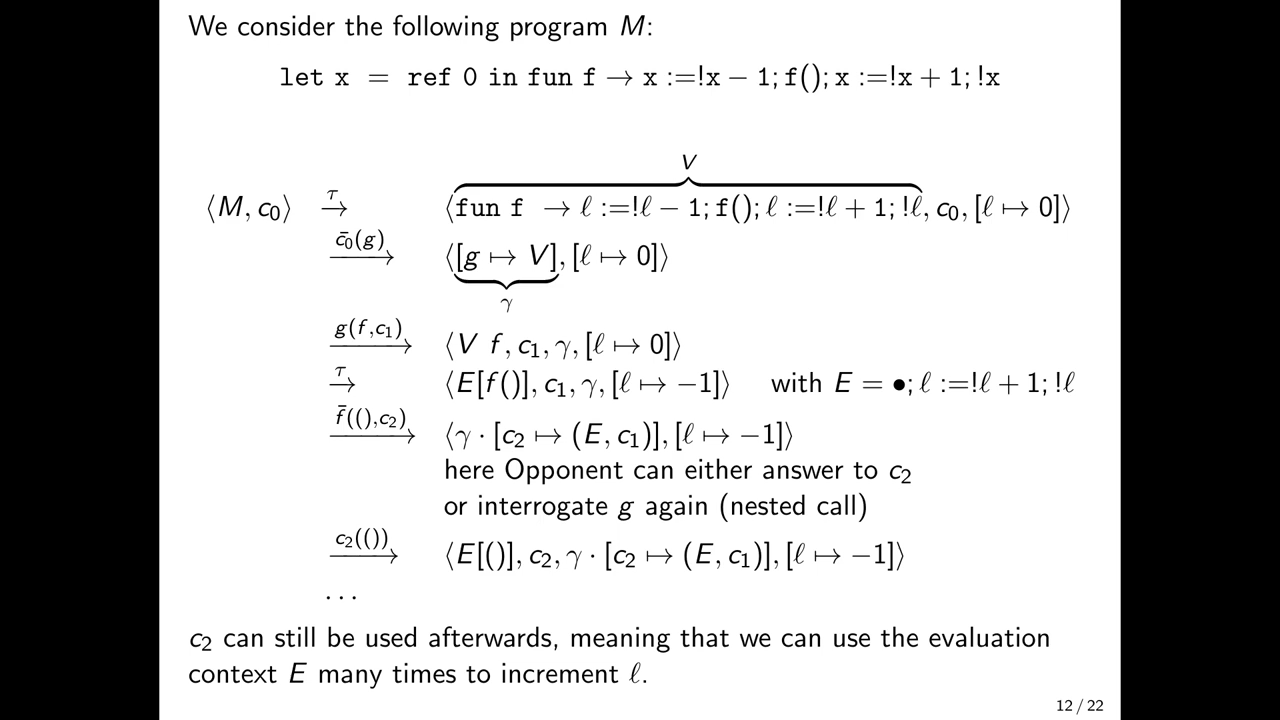 We consider the following program M:
let x = ref 0 in fun f → x :=!x − 1; f(); x :=!x + 1; !x
V
⟨M, c₀⟩ →^τ ⟨fun f → ℓ :=!ℓ − 1; f(); ℓ :=!ℓ + 1; !ℓ, c₀, [ℓ ↦ 0]⟩
→^{c̄₀(g)} ⟨[g ↦ V], [ℓ ↦ 0]⟩
γ
→^{g(f,c₁)} ⟨V f, c₁, γ, [ℓ ↦ 0]⟩
→^τ ⟨E[f()], c₁, γ, [ℓ ↦ −1]⟩ with E = •; ℓ :=!ℓ + 1; !ℓ
→^{f̄((),c₂)} ⟨γ · [c₂ ↦ (E, c₁)], [ℓ ↦ −1]⟩
here Opponent can either answer to c₂
or interrogate g again (nested call)
→^{c₂(())} ⟨E[()], c₂, γ · [c₂ ↦ (E, c₁)], [ℓ ↦ −1]⟩
. . .
c₂ can still be used afterwards, meaning that we can use the evaluation
context E many times to increment ℓ.
12 / 22